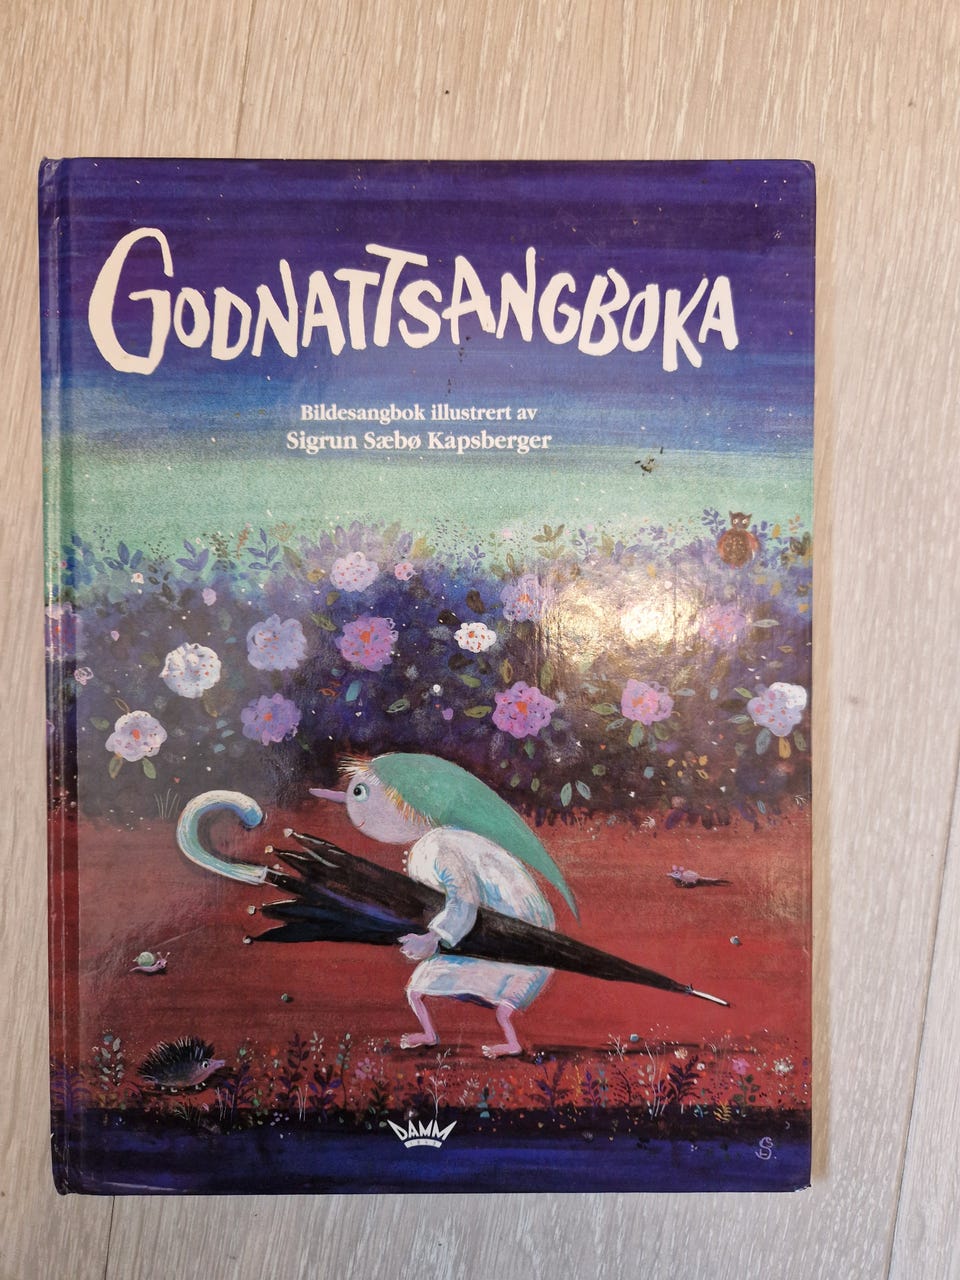 GODNATTSANGBOKA
Bildesangbok illustrert av
Sigrun Sæbø Kapsberger
DAMM